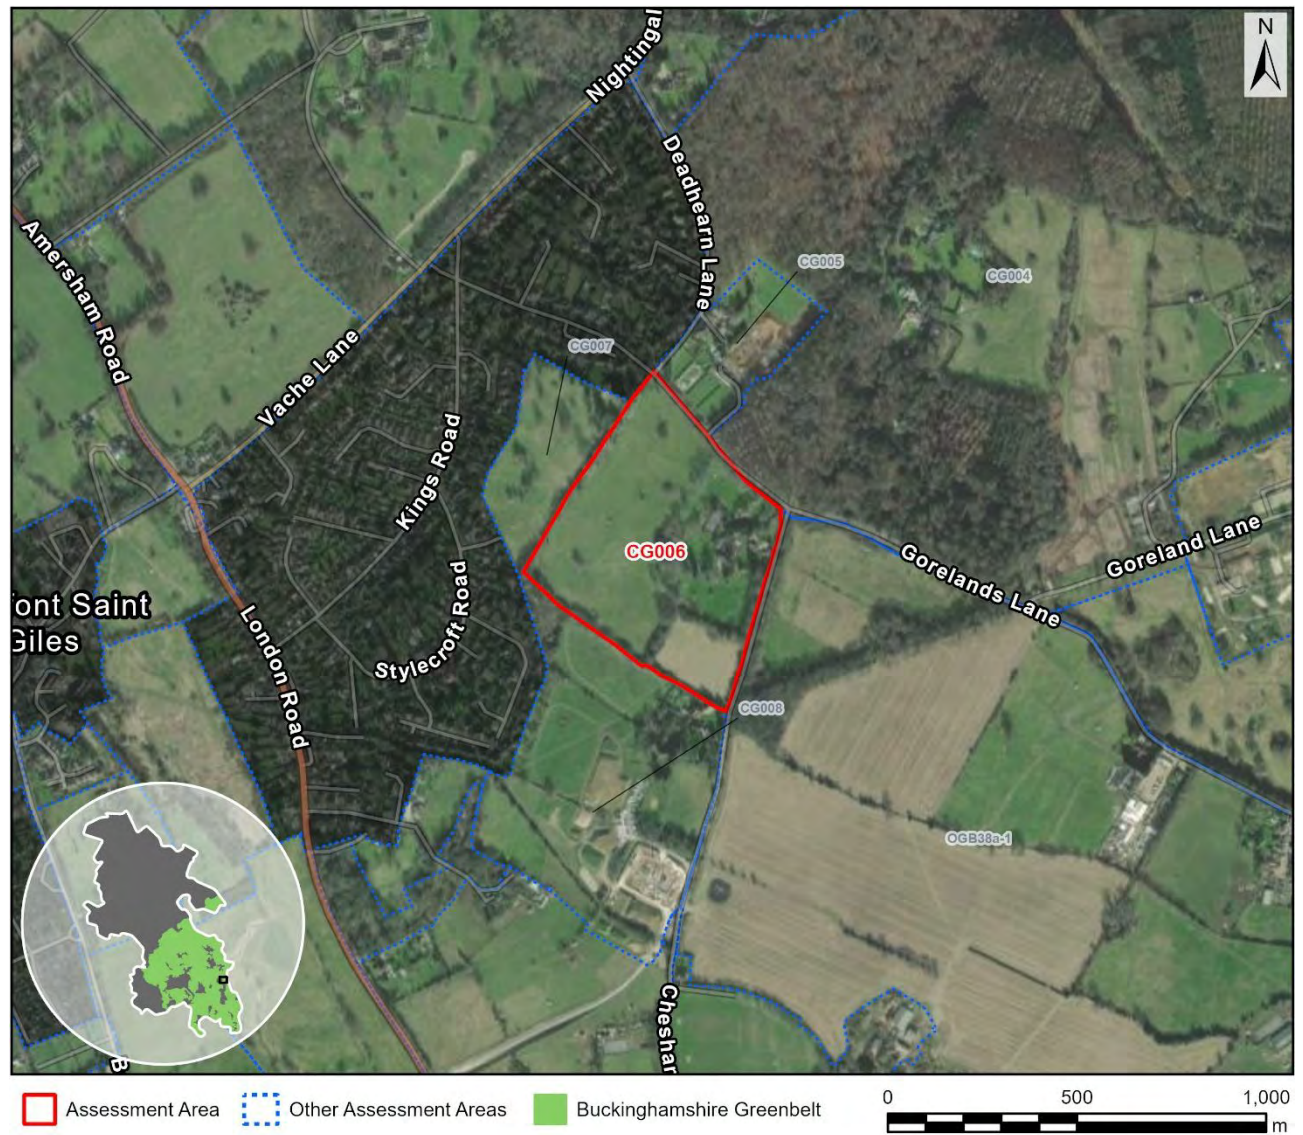 N
Nightingal
Deadhearn Lane
CG005
CG004
Amersham Road
Vache Lane
CG007
Kings Road
CG006
Gorelands Lane
Goreland Lane
ont Saint
Giles
London Road
Stylecroft Road
CG008
OGB38a-1
Cheshar
B
Assessment Area
Other Assessment Areas
Buckinghamshire Greenbelt
0 500 1,000
m